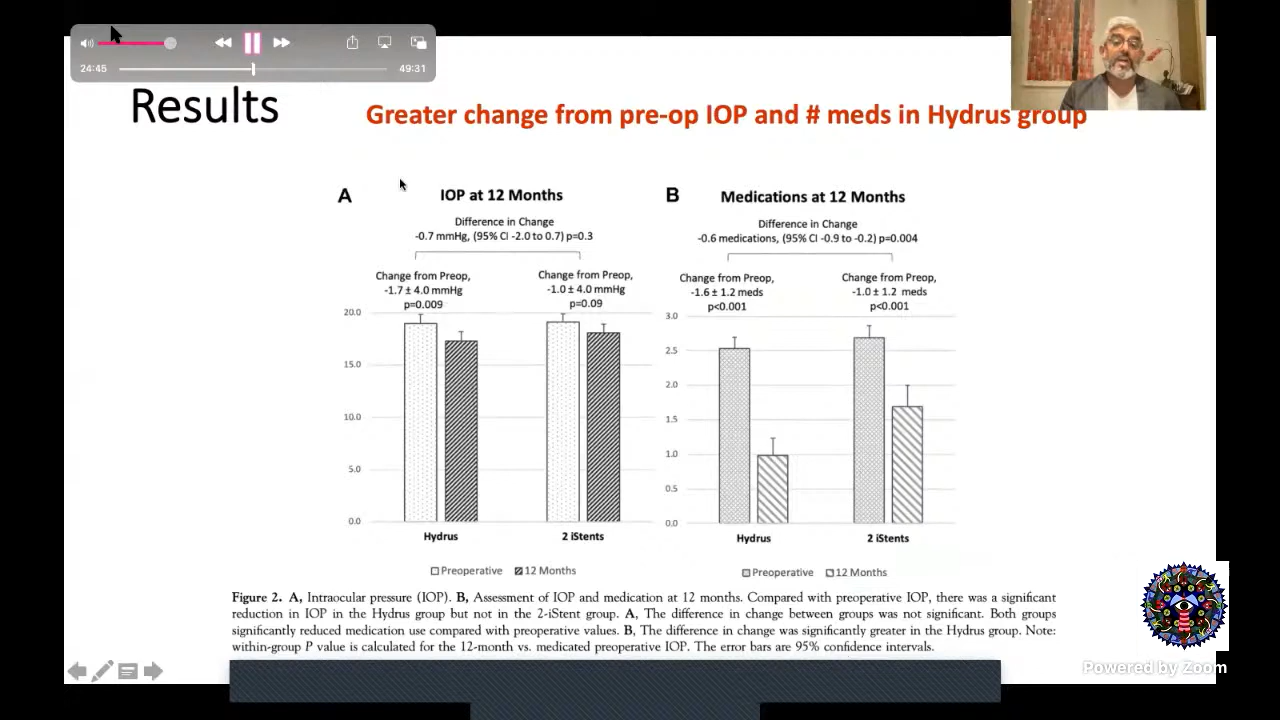 24:45
49:31
Results
Greater change from pre-op IOP and # meds in Hydrus group
A
IOP at 12 Months
Difference in Change
-0.7 mmHg, (95% CI -2.0 to 0.7) p=0.3
Change from Preop,
-1.7 ± 4.0 mmHg
p=0.009
Change from Preop,
-1.0 ± 4.0 mmHg
p=0.09
20.0
15.0
10.0
5.0
0.0
Hydrus
2 iStents
Preoperative
12 Months
B
Medications at 12 Months
Difference in Change
-0.6 medications, (95% CI -0.9 to -0.2) p=0.004
Change from Preop,
-1.6 ± 1.2 meds
p<0.001
Change from Preop,
-1.0 ± 1.2 meds
p<0.001
3.0
2.5
2.0
1.5
1.0
0.5
0.0
Hydrus
2 iStents
Preoperative
12 Months
Figure 2. A, Intraocular pressure (IOP). B, Assessment of IOP and medication at 12 months. Compared with preoperative IOP, there was a significant
reduction in IOP in the Hydrus group but not in the 2-iStent group. A, The difference in change between groups was not significant. Both groups
significantly reduced medication use compared with preoperative values. B, The difference in change was significantly greater in the Hydrus group. Note:
within-group P value is calculated for the 12-month vs. medicated preoperative IOP. The error bars are 95% confidence intervals.
Powered by Zoom